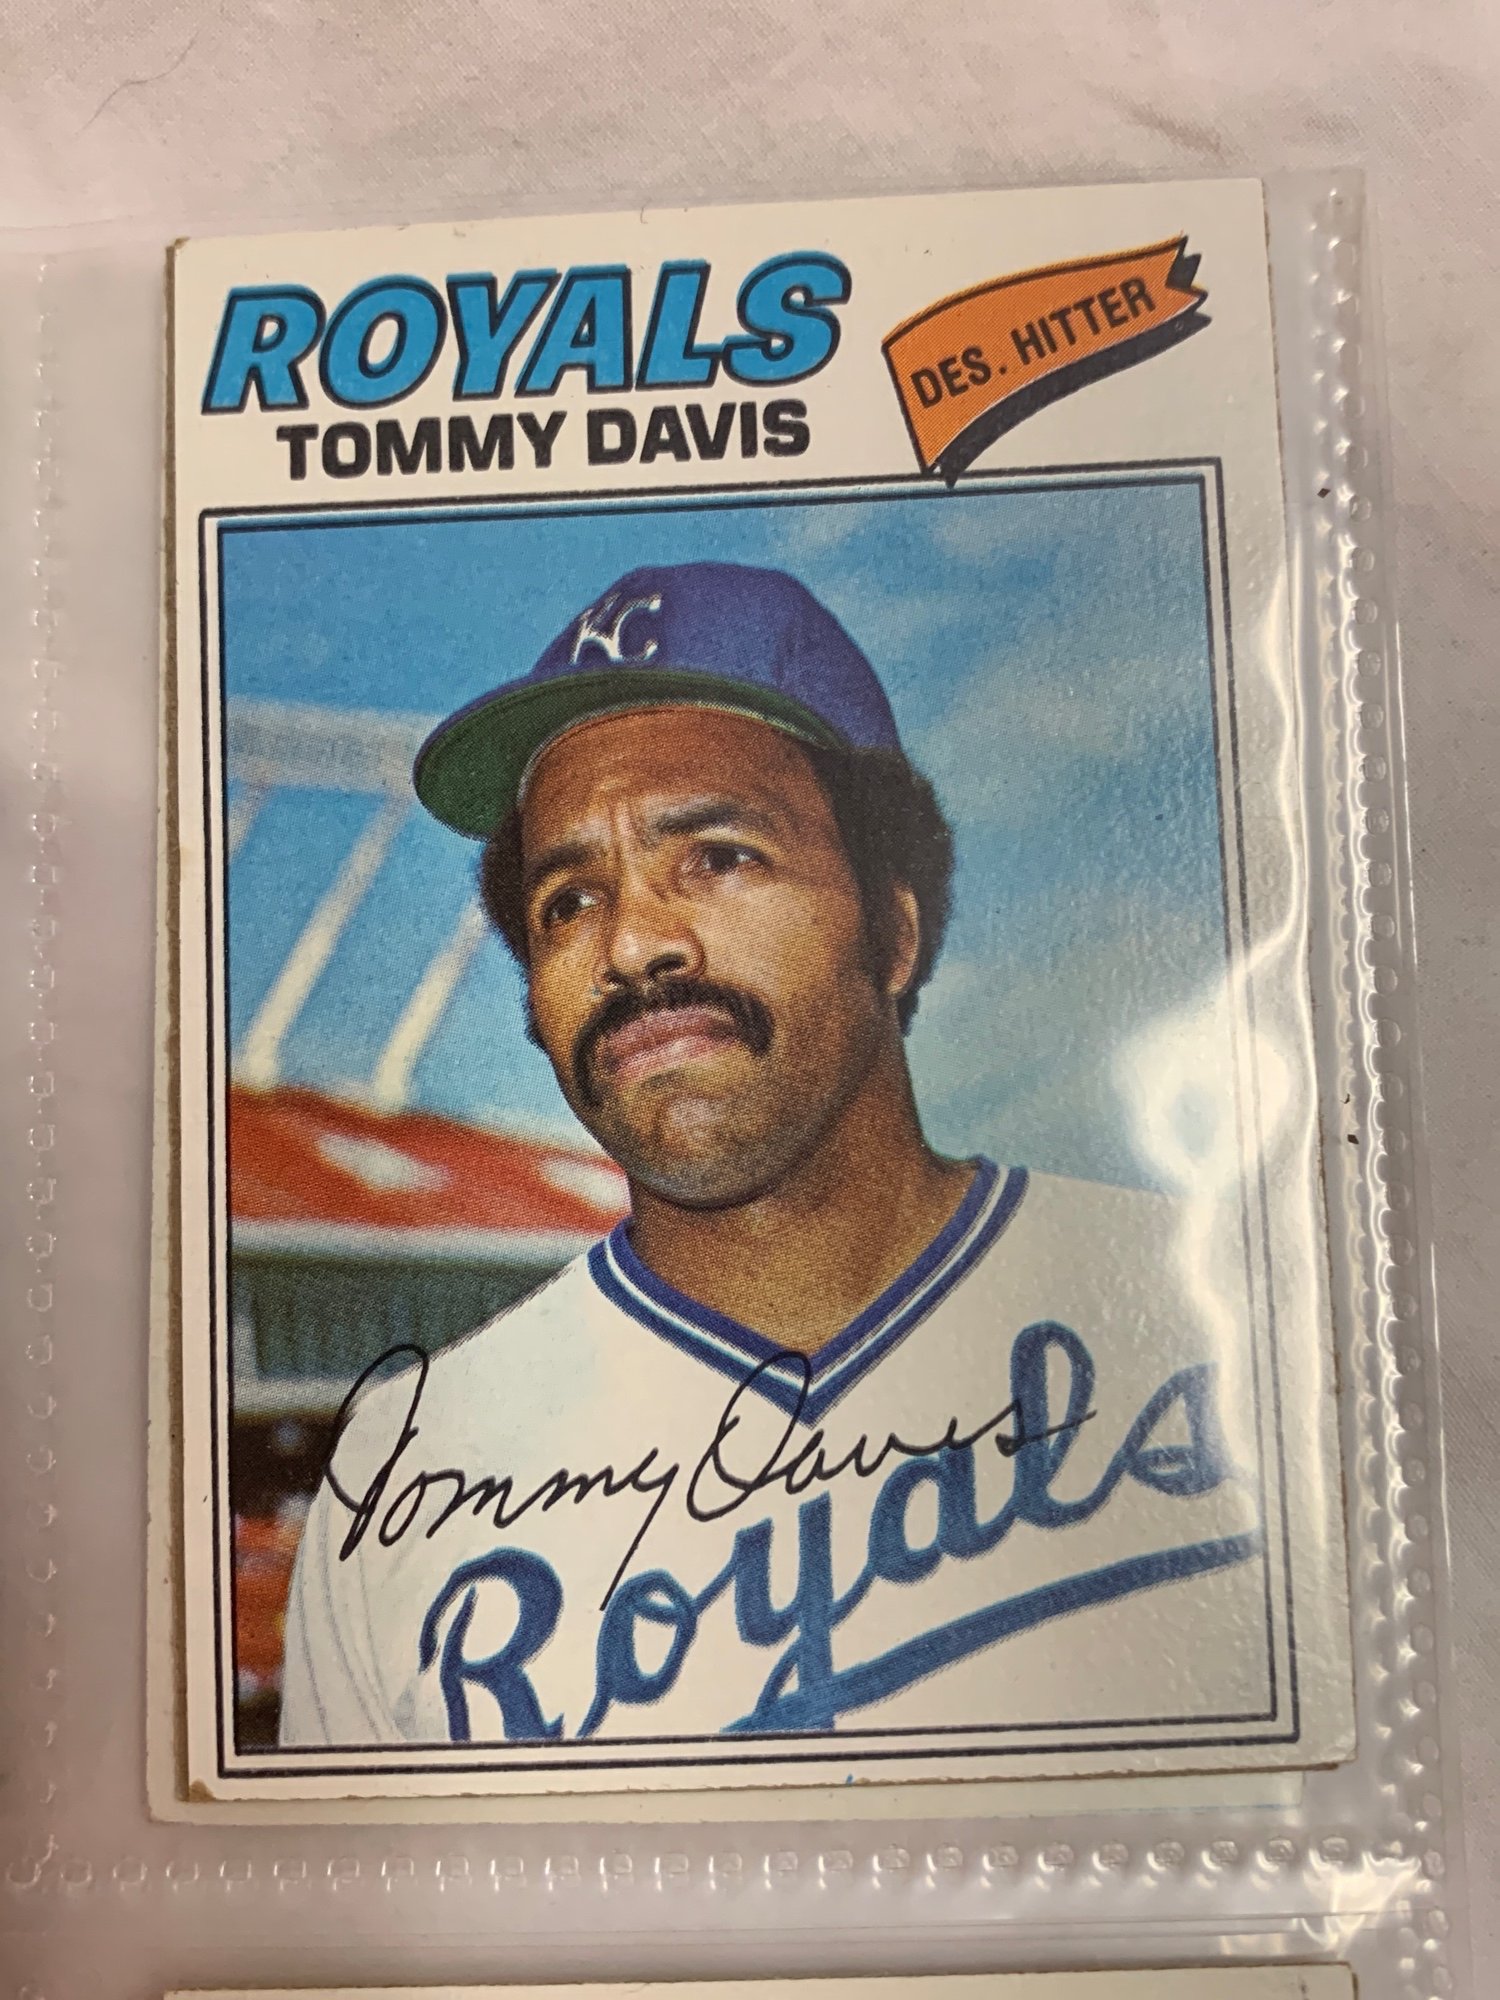 ROYALS
TOMMY DAVIS
DES. HITTER
KC
Tommy Davis
Royals